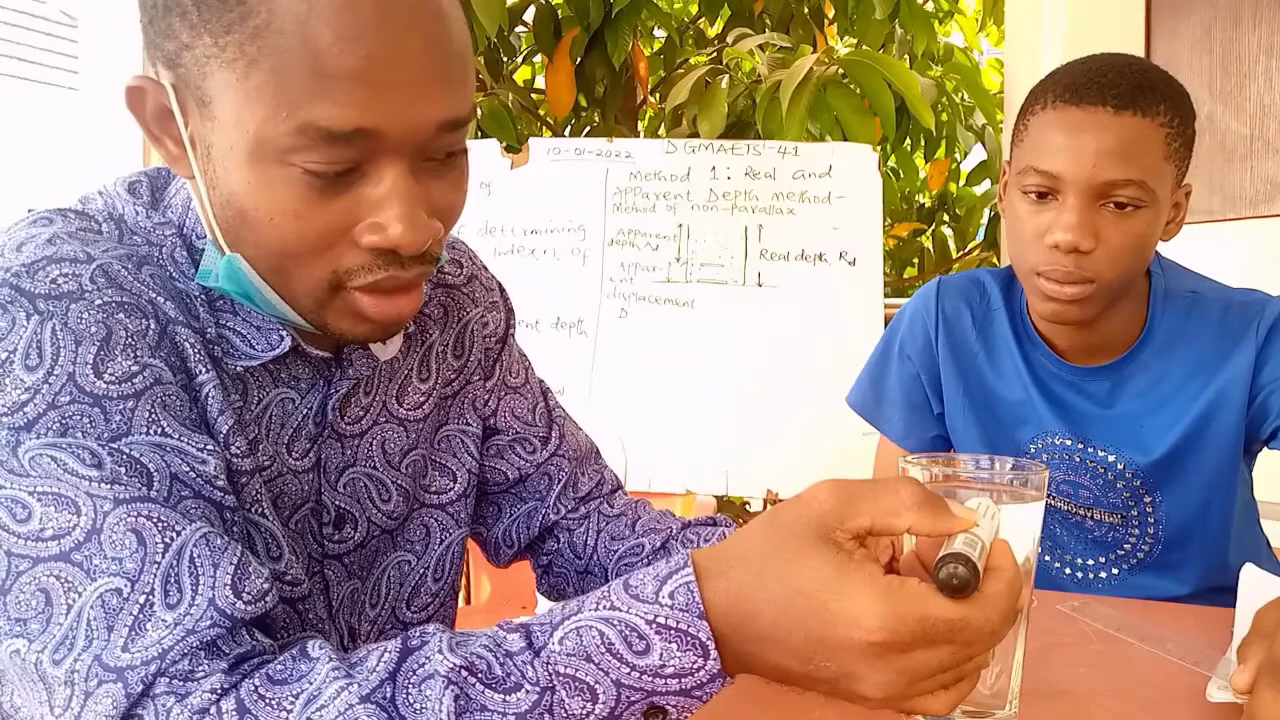 10-01-2022 DGMAETS-41
of
determining
Index, n, of
ent depth
Method 1: Real and
Apparent Depth method-
Method of non-parallax
Apparent
depth Ad
Real depth, Rd
Appar-
ent
displacement
D